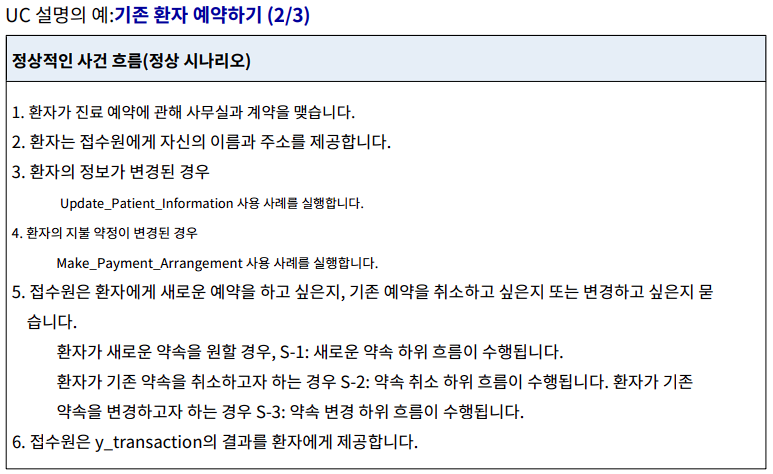 UC 설명의 예:기존 환자 예약하기 (2/3)
정상적인 사건 흐름(정상 시나리오)
1. 환자가 진료 예약에 관해 사무실과 계약을 맺습니다.
2. 환자는 접수원에게 자신의 이름과 주소를 제공합니다.
3. 환자의 정보가 변경된 경우
Update_Patient_Information 사용 사례를 실행합니다.
4. 환자의 지불 약정이 변경된 경우
Make_Payment_Arrangement 사용 사례를 실행합니다.
5. 접수원은 환자에게 새로운 예약을 하고 싶은지, 기존 예약을 취소하고 싶은지 또는 변경하고 싶은지 묻
습니다.
환자가 새로운 약속을 원할 경우, S-1: 새로운 약속 하위 흐름이 수행됩니다.
환자가 기존 약속을 취소하고자 하는 경우 S-2: 약속 취소 하위 흐름이 수행됩니다. 환자가 기존
약속을 변경하고자 하는 경우 S-3: 약속 변경 하위 흐름이 수행됩니다.
6. 접수원은 y_transaction의 결과를 환자에게 제공합니다.